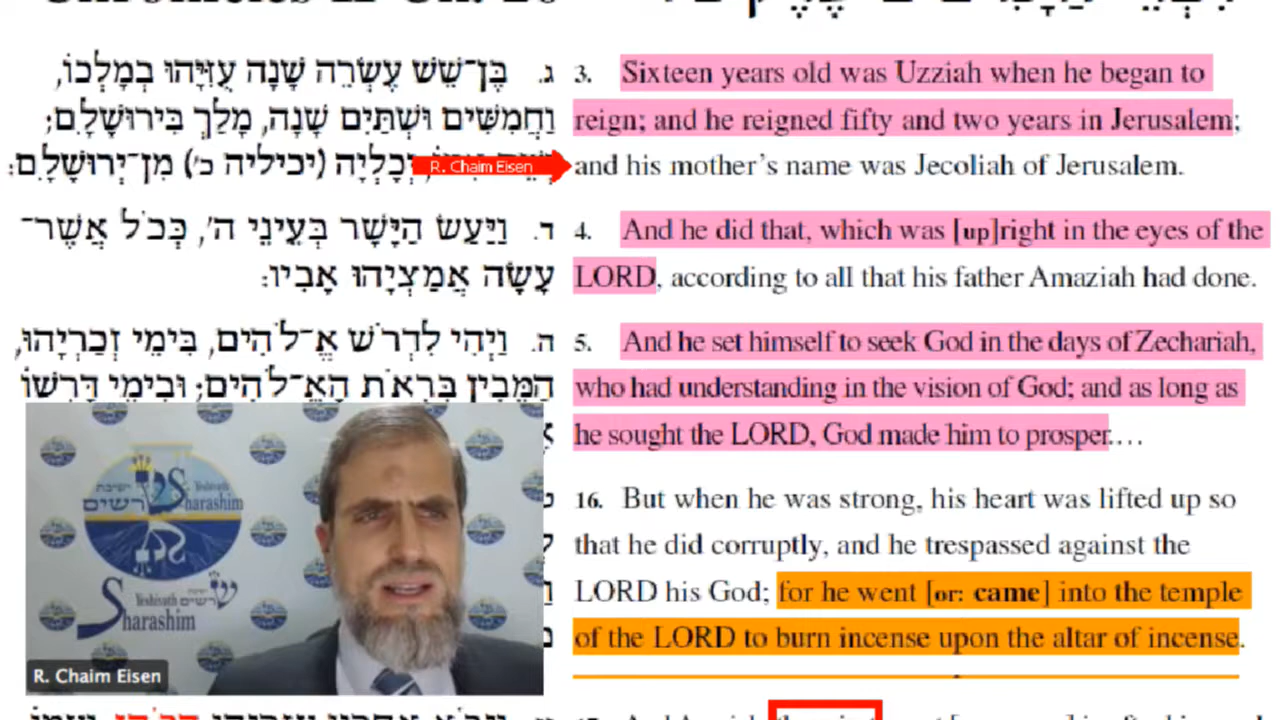 ג. בֶּן־שֵׁשׁ עֶשְׂרֵה שָׁנָה עֻזִּיָּהוּ בְמׇלְכוֹ,
וַחֲמִשִּׁים וּשְׁתַּיִם שָׁנָה, מָלַךְ בִּירוּשָׁלָ͏ִם;
יְכׇלְיָה (יכיליה כ') מִן־יְרוּשָׁלָ͏ִם:
R. Chaim Eisen
3. Sixteen years old was Uzziah when he began to
reign; and he reigned fifty and two years in Jerusalem;
and his mother's name was Jecoliah of Jerusalem.
ד. וַיַּעַשׂ הַיָּשָׁר בְּעֵינֵי ה', כְּכֹל אֲשֶׁר־
עָשָׂה אֲמַצְיָהוּ אָבִיו:
4. And he did that, which was [up]right in the eyes of the
LORD, according to all that his father Amaziah had done.
ה. וַיְהִי לִדְרֹשׁ אֱ־לֹהִים, בִּימֵי זְכַרְיָהוּ,
הַמֵּבִין בִּרְאֹת הָאֱ־לֹהִים; וּבִימֵי דׇּרְשׁוֹ
5. And he set himself to seek God in the days of Zechariah,
who had understanding in the vision of God; and as long as
he sought the LORD, God made him to prosper….
16. But when he was strong, his heart was lifted up so
that he did corruptly, and he trespassed against the
LORD his God; for he went [or: came] into the temple
of the LORD to burn incense upon the altar of incense.
ישיבת Yeshivath
שרשים Sharashim
Yeshivath ישיבת שרשים
Sharashim
R. Chaim Eisen